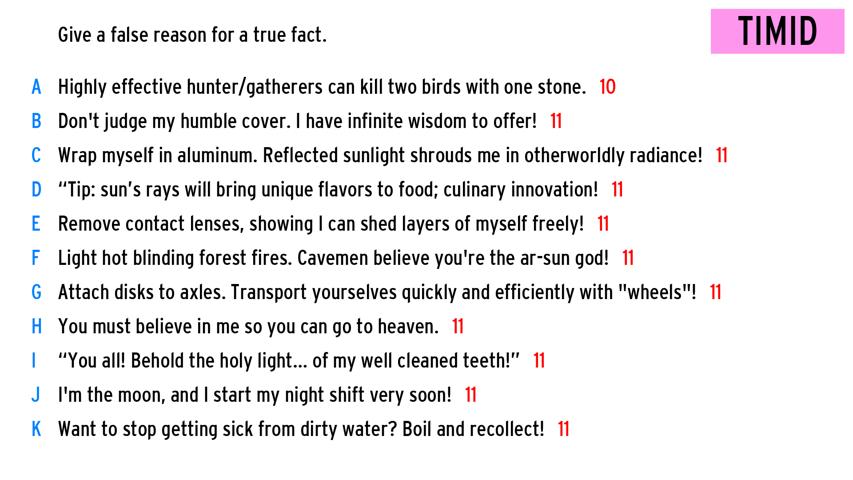 Give a false reason for a true fact.
TIMID
A Highly effective hunter/gatherers can kill two birds with one stone. 10
B Don't judge my humble cover. I have infinite wisdom to offer! 11
C Wrap myself in aluminum. Reflected sunlight shrouds me in otherworldly radiance! 11
D “Tip: sun’s rays will bring unique flavors to food; culinary innovation! 11
E Remove contact lenses, showing I can shed layers of myself freely! 11
F Light hot blinding forest fires. Cavemen believe you're the ar-sun god! 11
G Attach disks to axles. Transport yourselves quickly and efficiently with "wheels"! 11
H You must believe in me so you can go to heaven. 11
I “You all! Behold the holy light... of my well cleaned teeth!” 11
J I'm the moon, and I start my night shift very soon! 11
K Want to stop getting sick from dirty water? Boil and recollect! 11